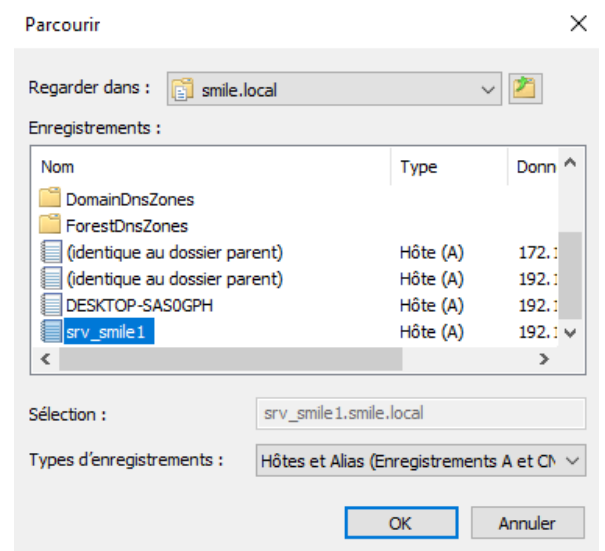 Parcourir
Regarder dans : smile.local
Enregistrements :
Nom Type Donn
DomainDnsZones
ForestDnsZones
(identique au dossier parent) Hôte (A) 172.1
(identique au dossier parent) Hôte (A) 192.1
DESKTOP-SAS0GPH Hôte (A) 192.1
srv_smile1 Hôte (A) 192.1
Sélection : srv_smile1.smile.local
Types d'enregistrements : Hôtes et Alias (Enregistrements A et CN
OK Annuler